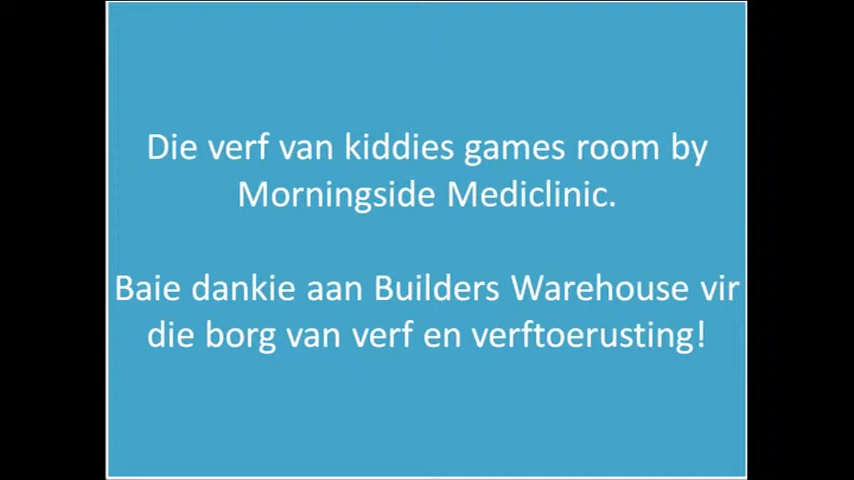 Die verf van kiddies games room by
Morningside Mediclinic.
Baie dankie aan Builders Warehouse vir
die borg van verf en verftoerusting!